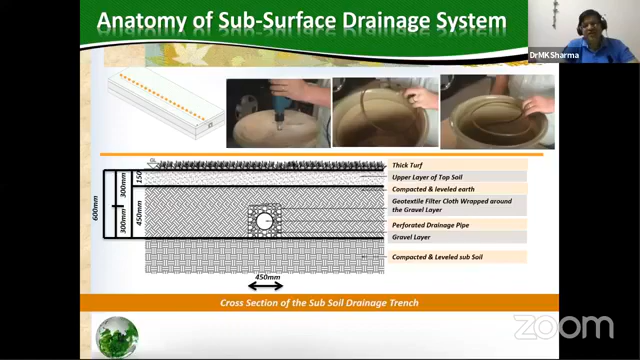 Anatomy of Sub-Surface Drainage System
DrMK Sharma
Thick Turf
Upper Layer of Top Soil
Compacted & leveled earth
Geotextile Filter Cloth Wrapped around
the Gravel Layer
Perforated Drainage Pipe
Gravel Layer
Compacted & Leveled sub Soil
600mm
300mm
300mm
150
450mm
450mm
Cross Section of the Sub Soil Drainage Trench
zoom